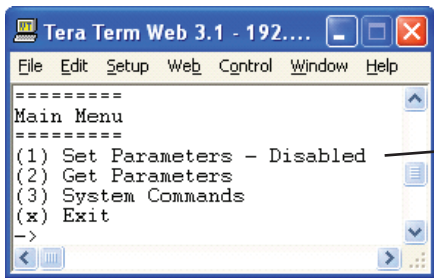 Tera Term Web 3.1 - 192....
File Edit Setup Web Control Window Help
=========
Main Menu
=========
(1) Set Parameters - Disabled
(2) Get Parameters
(3) System Commands
(x) Exit
->